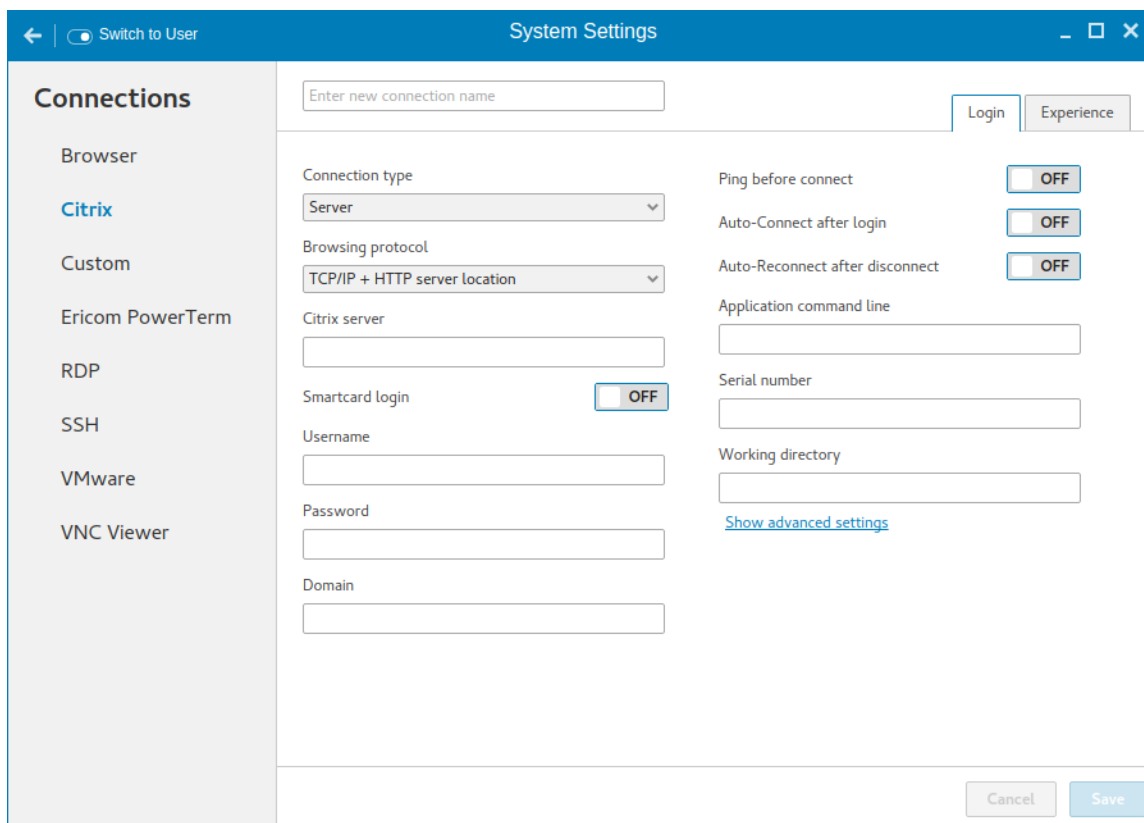 Switch to User
System Settings
Connections
Browser
Citrix
Custom
Ericom PowerTerm
RDP
SSH
VMware
VNC Viewer
Enter new connection name
Login
Experience
Connection type
Server
Browsing protocol
TCP/IP + HTTP server location
Citrix server
Smartcard login
OFF
Username
Password
Domain
Ping before connect
OFF
Auto-Connect after login
OFF
Auto-Reconnect after disconnect
OFF
Application command line
Serial number
Working directory
Show advanced settings
Cancel
Save